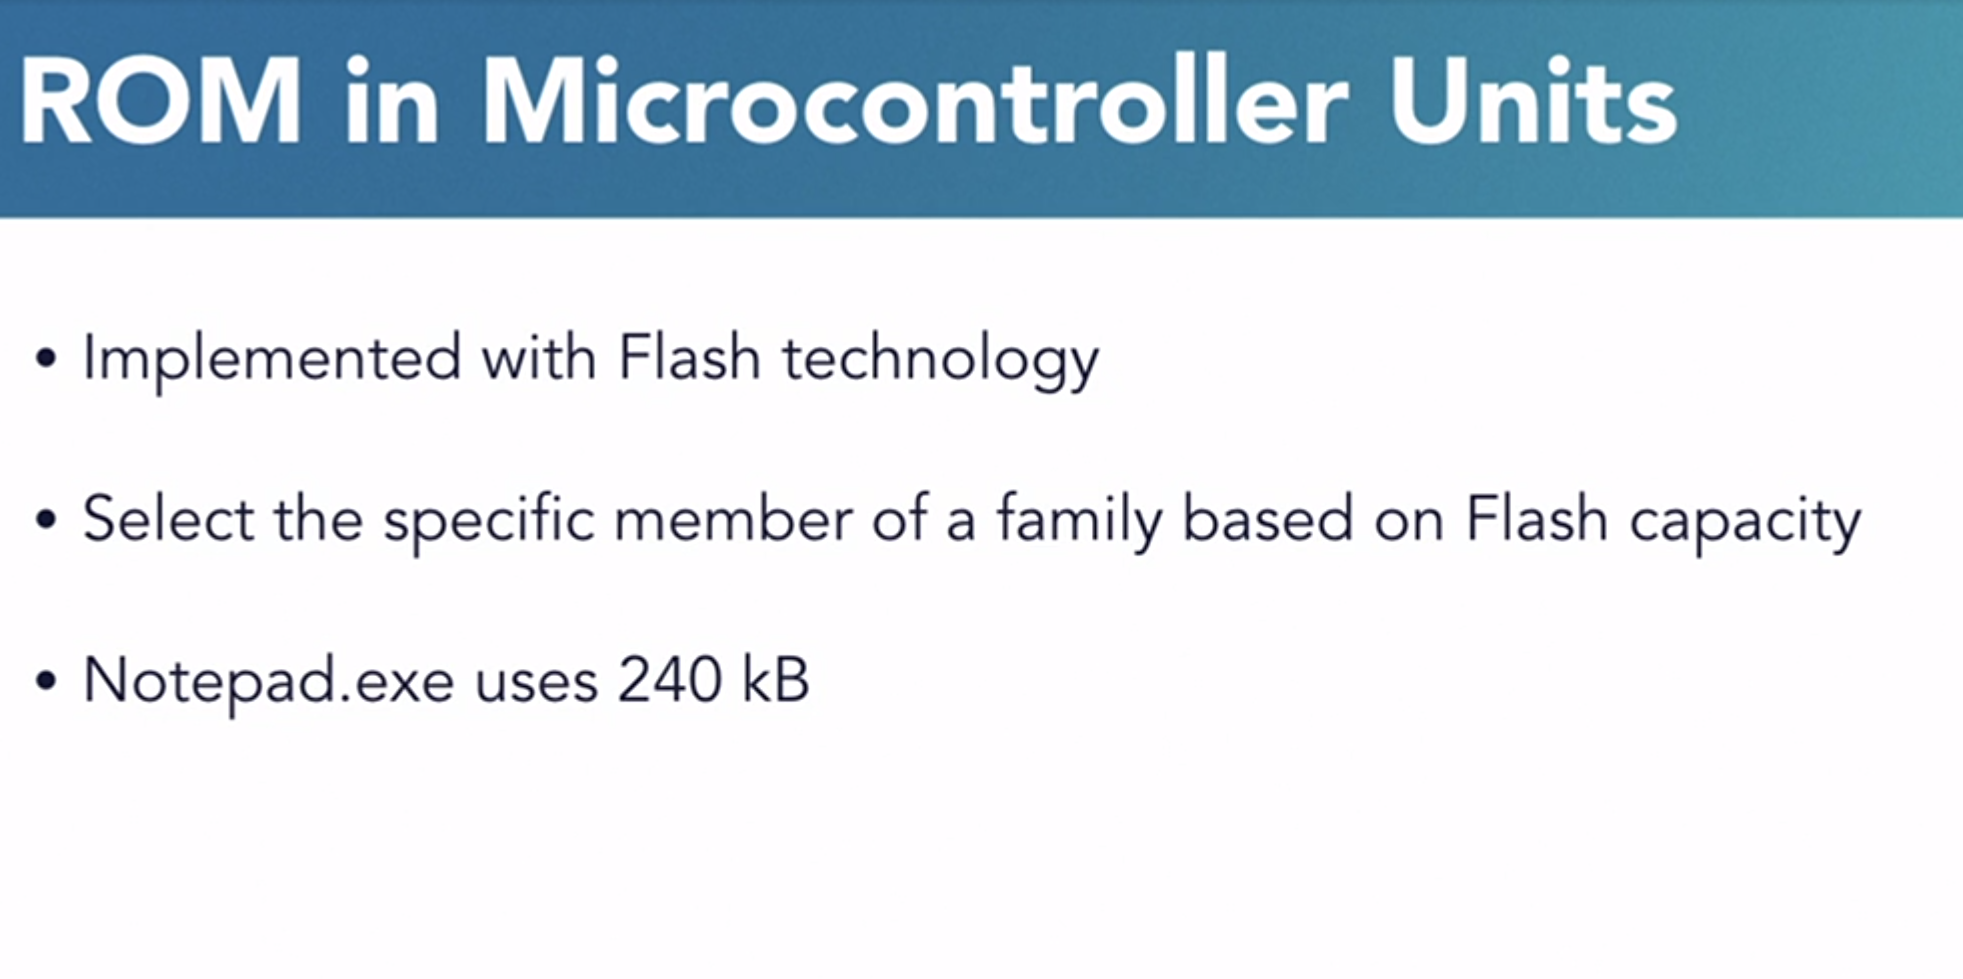 ROM in Microcontroller Units
• Implemented with Flash technology
• Select the specific member of a family based on Flash capacity
• Notepad.exe uses 240 kB